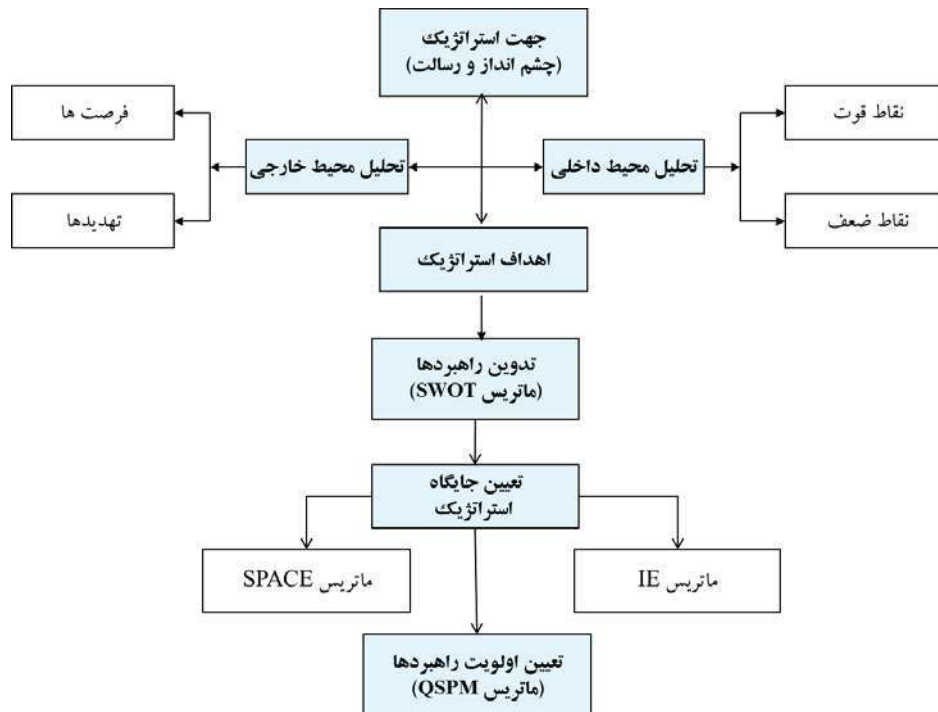 جهت استراتژیک
(چشم انداز و رسالت)
نقاط قوت
فرصت ها
تحلیل محیط داخلی
تحلیل محیط خارجی
نقاط ضعف
تهدیدها
اهداف استراتژیک
تدوین راهبردها
(ماتریس SWOT)
تعیین جایگاه
استراتژیک
ماتریس IE
ماتریس SPACE
تعیین اولویت راهبردها
(ماتریس QSPM)